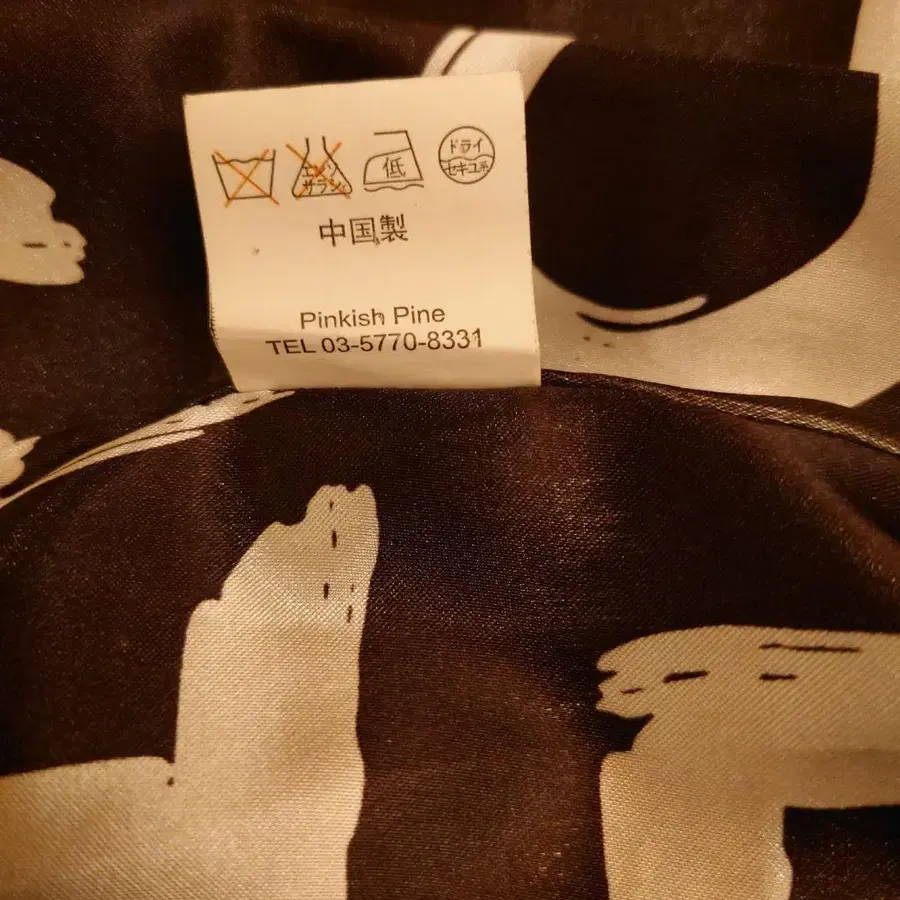 エンソ
サラシ
低
ドライ
セキユ系
中国製
Pinkish Pine
TEL 03-5770-8331